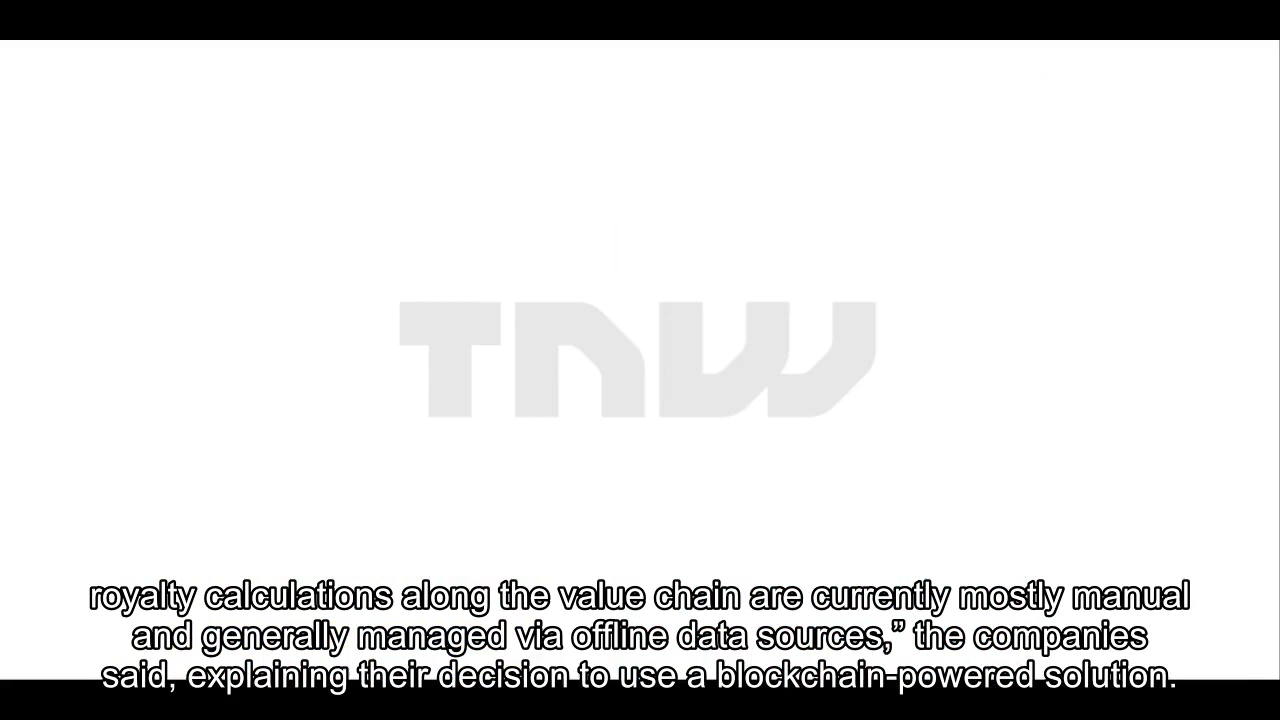 TNW
royalty calculations along the value chain are currently mostly manual
and generally managed via offline data sources,” the companies
said, explaining their decision to use a blockchain-powered solution.